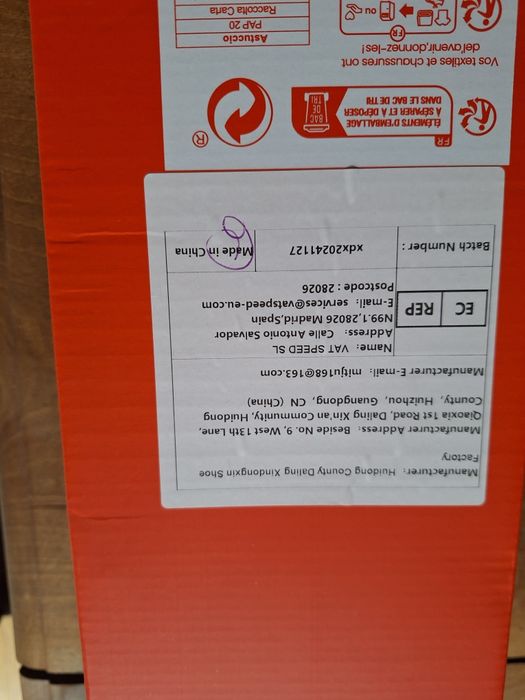 Manufacturer: Huidong County Daling Xindongxin Shoe
Factory
Manufacturer Address: Beside No. 9, West 13th Lane,
Qiaoxia 1st Road, Daling Xin'an Community, Huidong
County, Huizhou, Guangdong, CN (China)
Manufacturer E-mail: mitju168@163.com
EC REP
Name: VAT SPEED SL
Address: Calle Antonio Salvador
N99.1,28026 Madrid,Spain
E-mail: services@vatspeed-eu.com
Postcode: 28026
Batch Number: xdx20241127 Made in China
FR
ÉLÉMENTS D'EMBALLAGE
À SÉPARER ET À DÉPOSER
DANS LE BAC DE TRI
BAC
DE
TRI
®
Vos textiles et chaussures ont
del'avenir,donnez-les!
FR
OU
Astuccio
PAP 20
Raccolta Carta